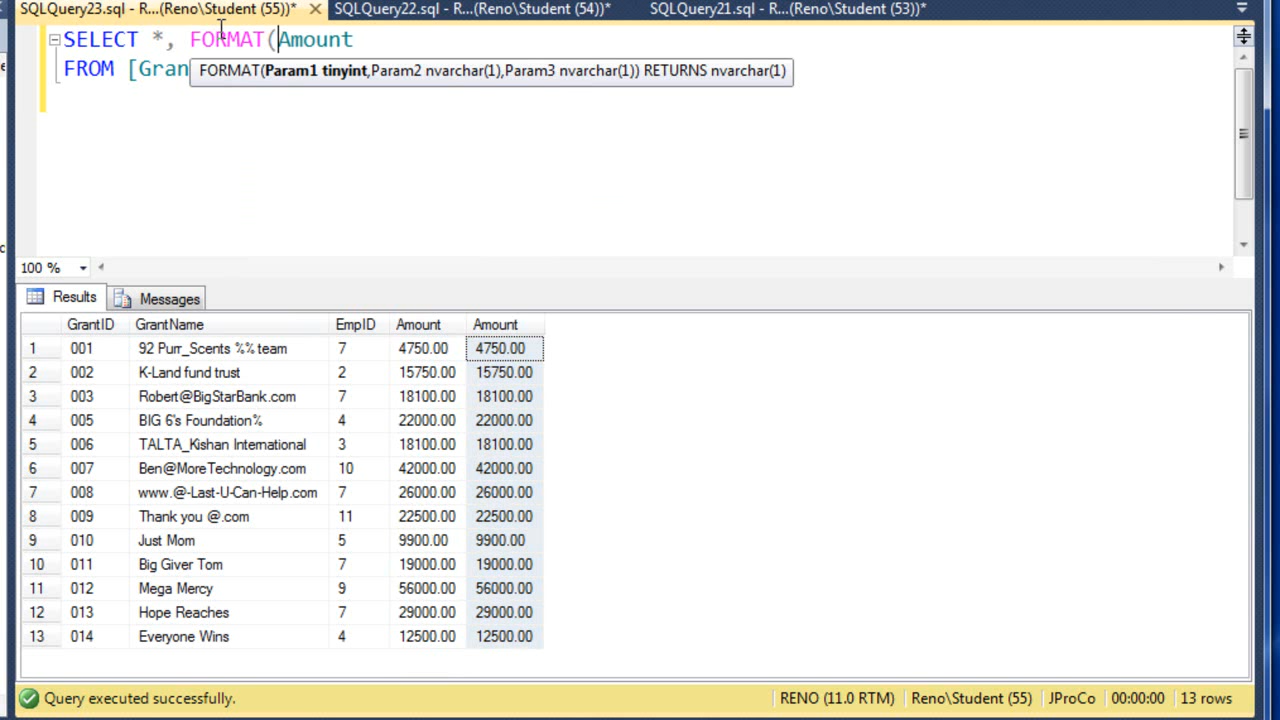 SQLQuery23.sql - R...(Reno\Student (55))* SQLQuery22.sql - R...(Reno\Student (54))* SQLQuery21.sql - R...(Reno\Student (53))*
SELECT *, FORMAT(Amount
FROM [Gran
FORMAT(Param1 tinyint,Param2 nvarchar(1),Param3 nvarchar(1)) RETURNS nvarchar(1)
100 %
Results Messages
GrantID GrantName EmpID Amount Amount
1 001 92 Purr_Scents %% team 7 4750.00 4750.00
2 002 K-Land fund trust 2 15750.00 15750.00
3 003 Robert@BigStarBank.com 7 18100.00 18100.00
4 005 BIG 6's Foundation% 4 22000.00 22000.00
5 006 TALTA_Kishan International 3 18100.00 18100.00
6 007 Ben@MoreTechnology.com 10 42000.00 42000.00
7 008 www.@-Last-U-Can-Help.com 7 26000.00 26000.00
8 009 Thank you @.com 11 22500.00 22500.00
9 010 Just Mom 5 9900.00 9900.00
10 011 Big Giver Tom 7 19000.00 19000.00
11 012 Mega Mercy 9 56000.00 56000.00
12 013 Hope Reaches 7 29000.00 29000.00
13 014 Everyone Wins 4 12500.00 12500.00
Query executed successfully. RENO (11.0 RTM) Reno\Student (55) JProCo 00:00:00 13 rows